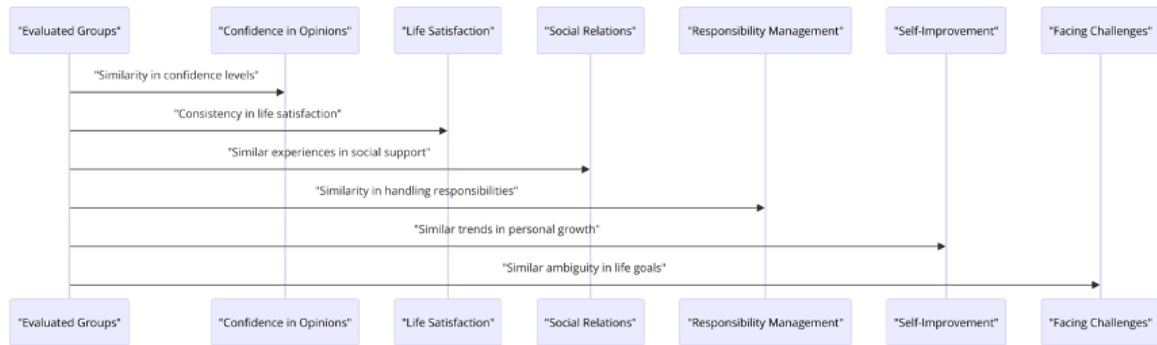 "Evaluated Groups"
"Confidence in Opinions"
"Life Satisfaction"
"Social Relations"
"Responsibility Management"
"Self-Improvement"
"Facing Challenges"
"Similarity in confidence levels"
"Consistency in life satisfaction"
"Similar experiences in social support"
"Similarity in handling responsibilities"
"Similar trends in personal growth"
"Similar ambiguity in life goals"
"Evaluated Groups"
"Confidence in Opinions"
"Life Satisfaction"
"Social Relations"
"Responsibility Management"
"Self-Improvement"
"Facing Challenges"